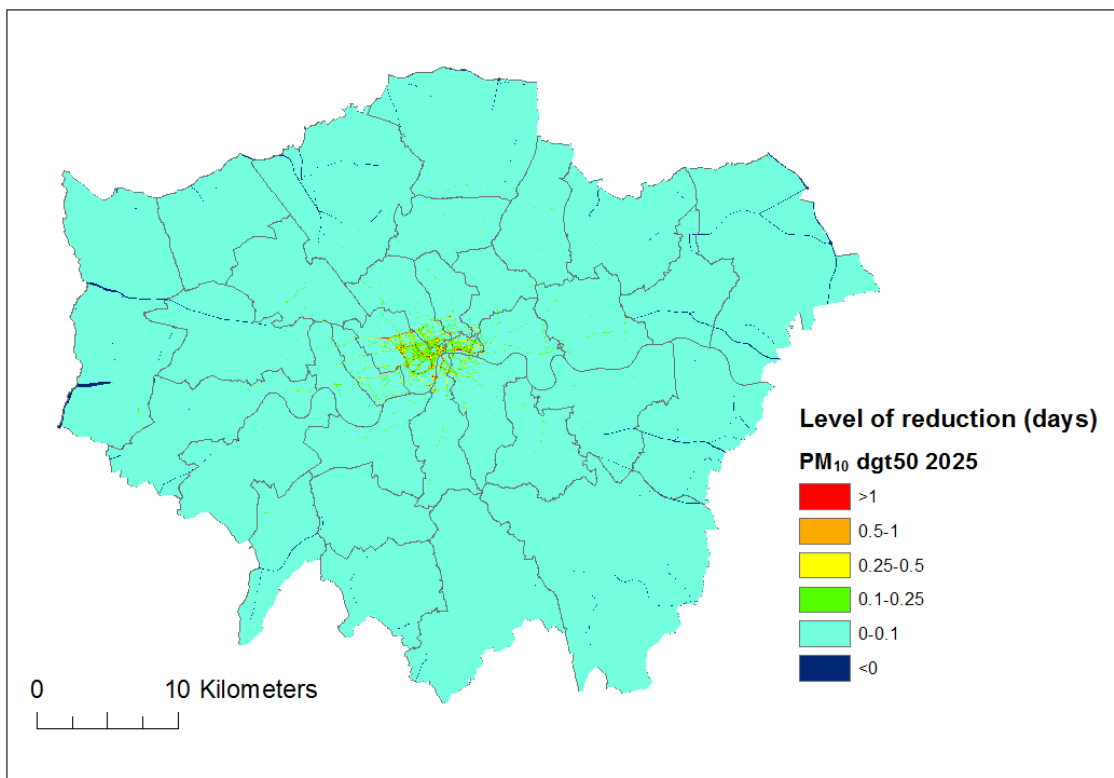 Level of reduction (days)
PM₁₀ dgt50 2025
>1
0.5-1
0.25-0.5
0.1-0.25
0-0.1
<0
0 10 Kilometers